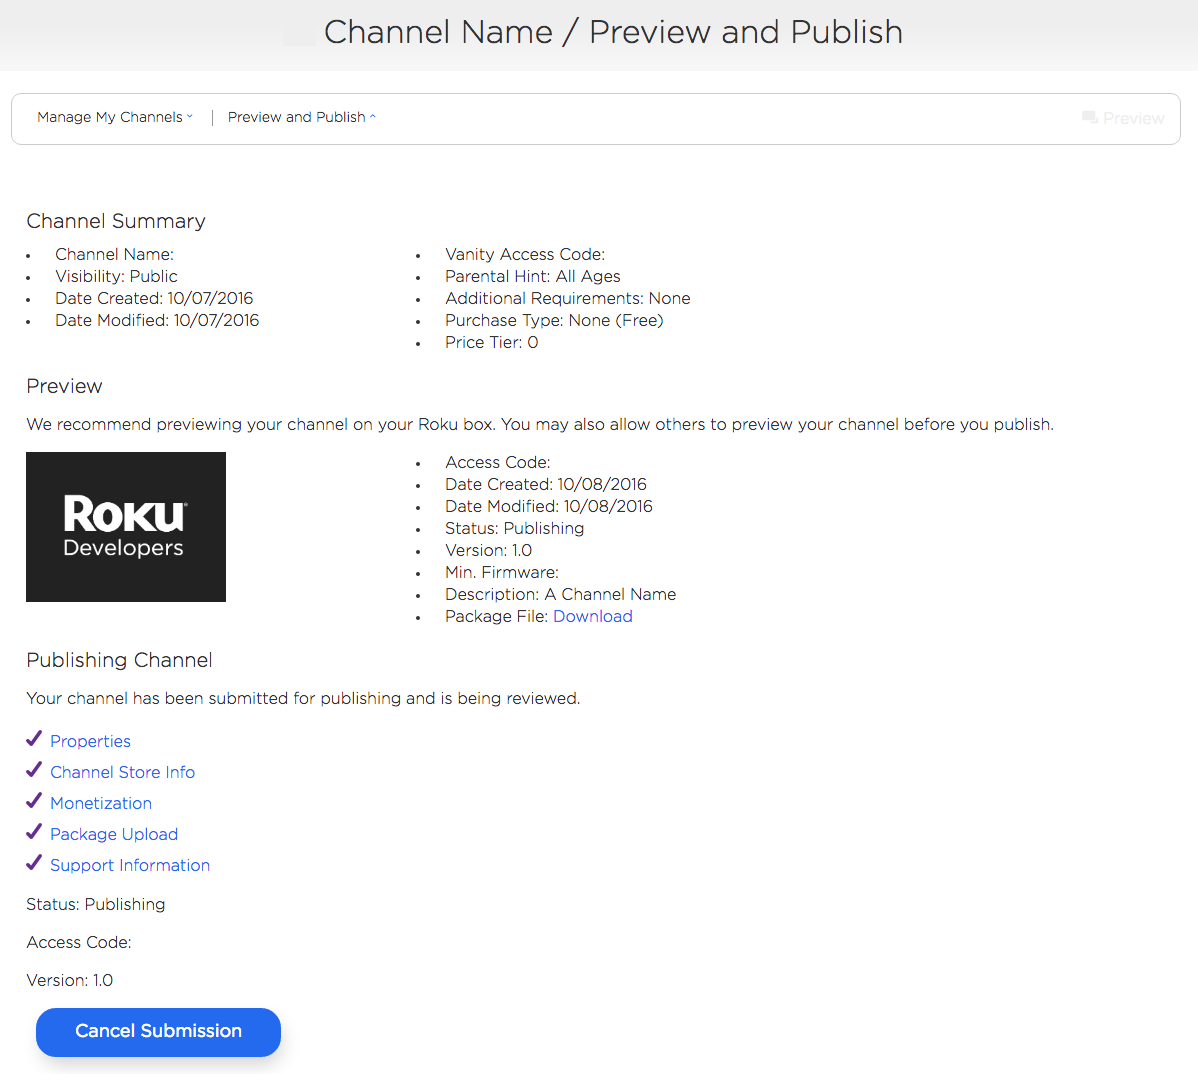 Channel Name / Preview and Publish
Manage My Channels | Preview and Publish
Preview
Channel Summary
Channel Name:
Visibility: Public
Date Created: 10/07/2016
Date Modified: 10/07/2016
Vanity Access Code:
Parental Hint: All Ages
Additional Requirements: None
Purchase Type: None (Free)
Price Tier: 0
Preview
We recommend previewing your channel on your Roku box. You may also allow others to preview your channel before you publish.
Roku
Developers
Access Code:
Date Created: 10/08/2016
Date Modified: 10/08/2016
Status: Publishing
Version: 1.0
Min. Firmware:
Description: A Channel Name
Package File: Download
Publishing Channel
Your channel has been submitted for publishing and is being reviewed.
Properties
Channel Store Info
Monetization
Package Upload
Support Information
Status: Publishing
Access Code:
Version: 1.0
Cancel Submission